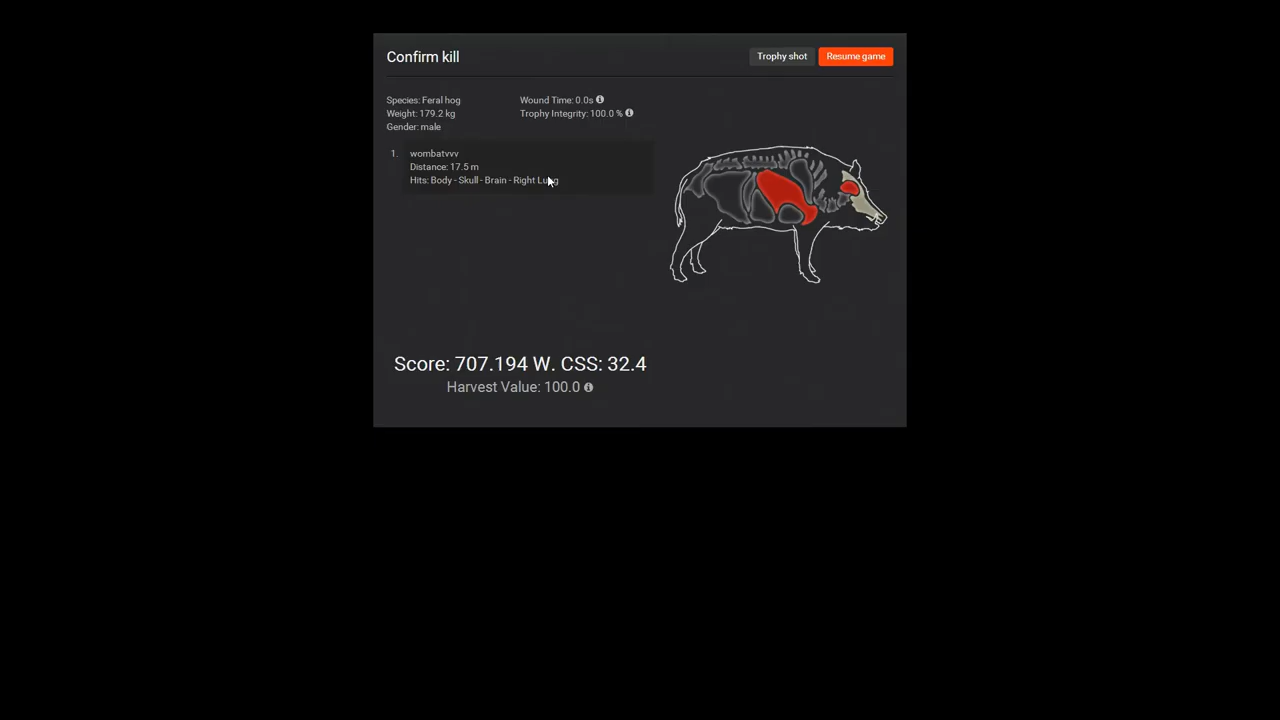 Confirm kill
Trophy shot
Resume game
Species: Feral hog
Wound Time: 0.0s
Weight: 179.2 kg
Trophy Integrity: 100.0 %
Gender: male
1. wombatvvv
Distance: 17.5 m
Hits: Body - Skull - Brain - Right Lung
Score: 707.194 W. CSS: 32.4
Harvest Value: 100.0